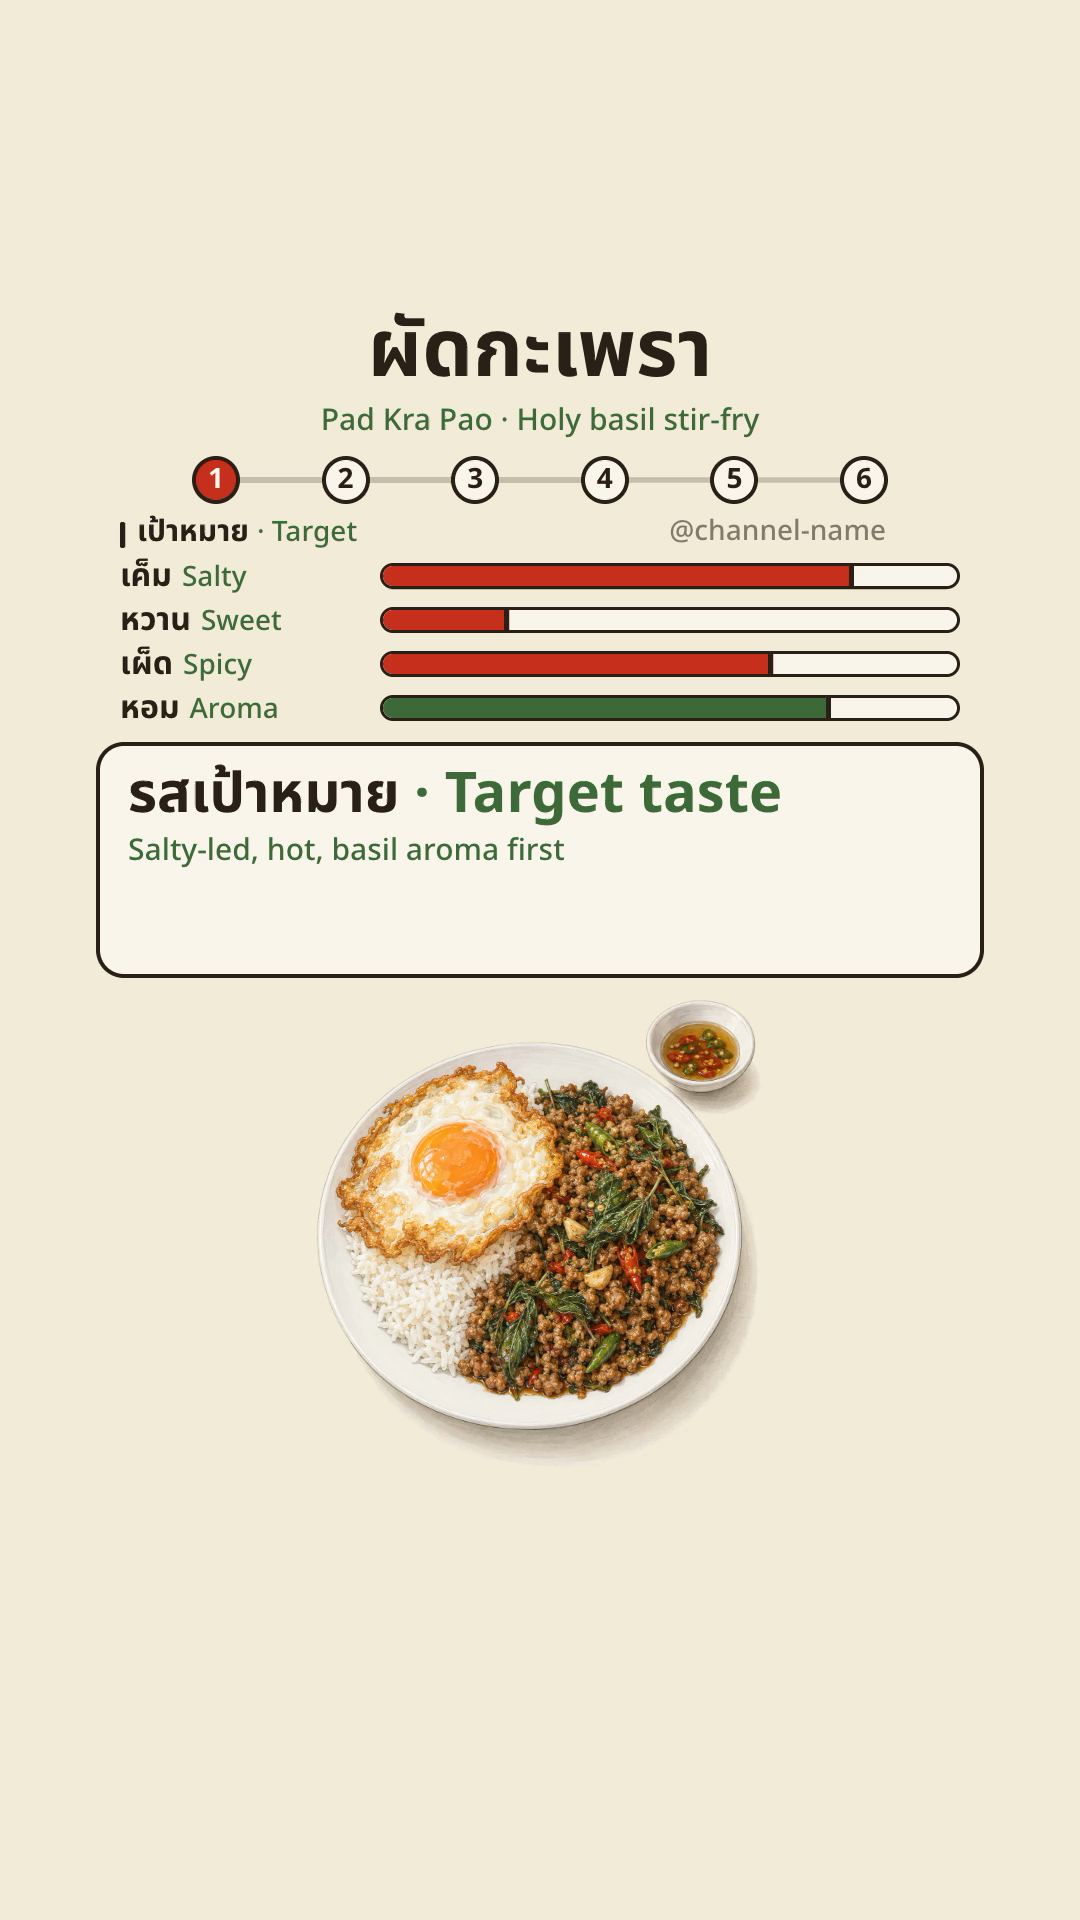 ผัดกะเพรา
Pad Kra Pao · Holy basil stir-fry
1 2 3 4 5 6
เป้าหมาย · Target @channel-name
เค็ม Salty
หวาน Sweet
เผ็ด Spicy
หอม Aroma
รสเป้าหมาย · Target taste
Salty-led, hot, basil aroma first